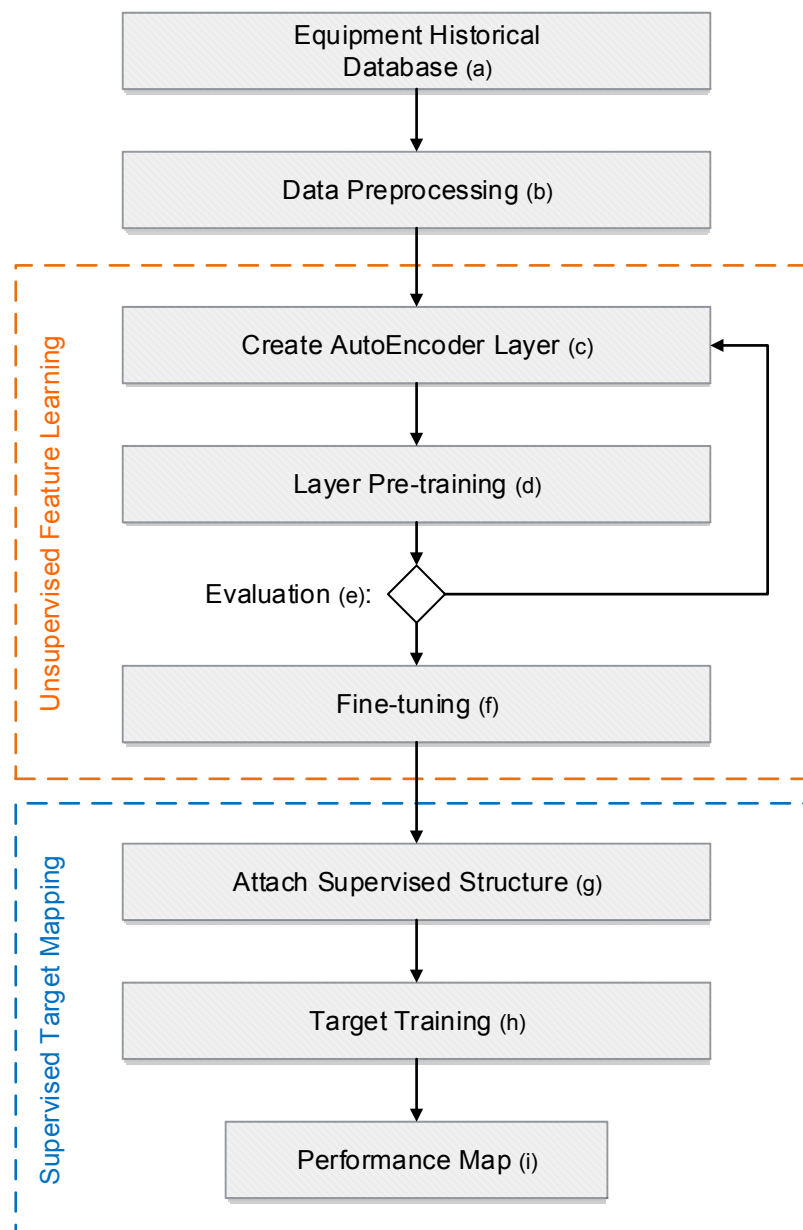 Equipment Historical
Database (a)
Data Preprocessing (b)
Unsupervised Feature Learning
Create AutoEncoder Layer (c)
Layer Pre-training (d)
Evaluation (e):
Fine-tuning (f)
Supervised Target Mapping
Attach Supervised Structure (g)
Target Training (h)
Performance Map (i)